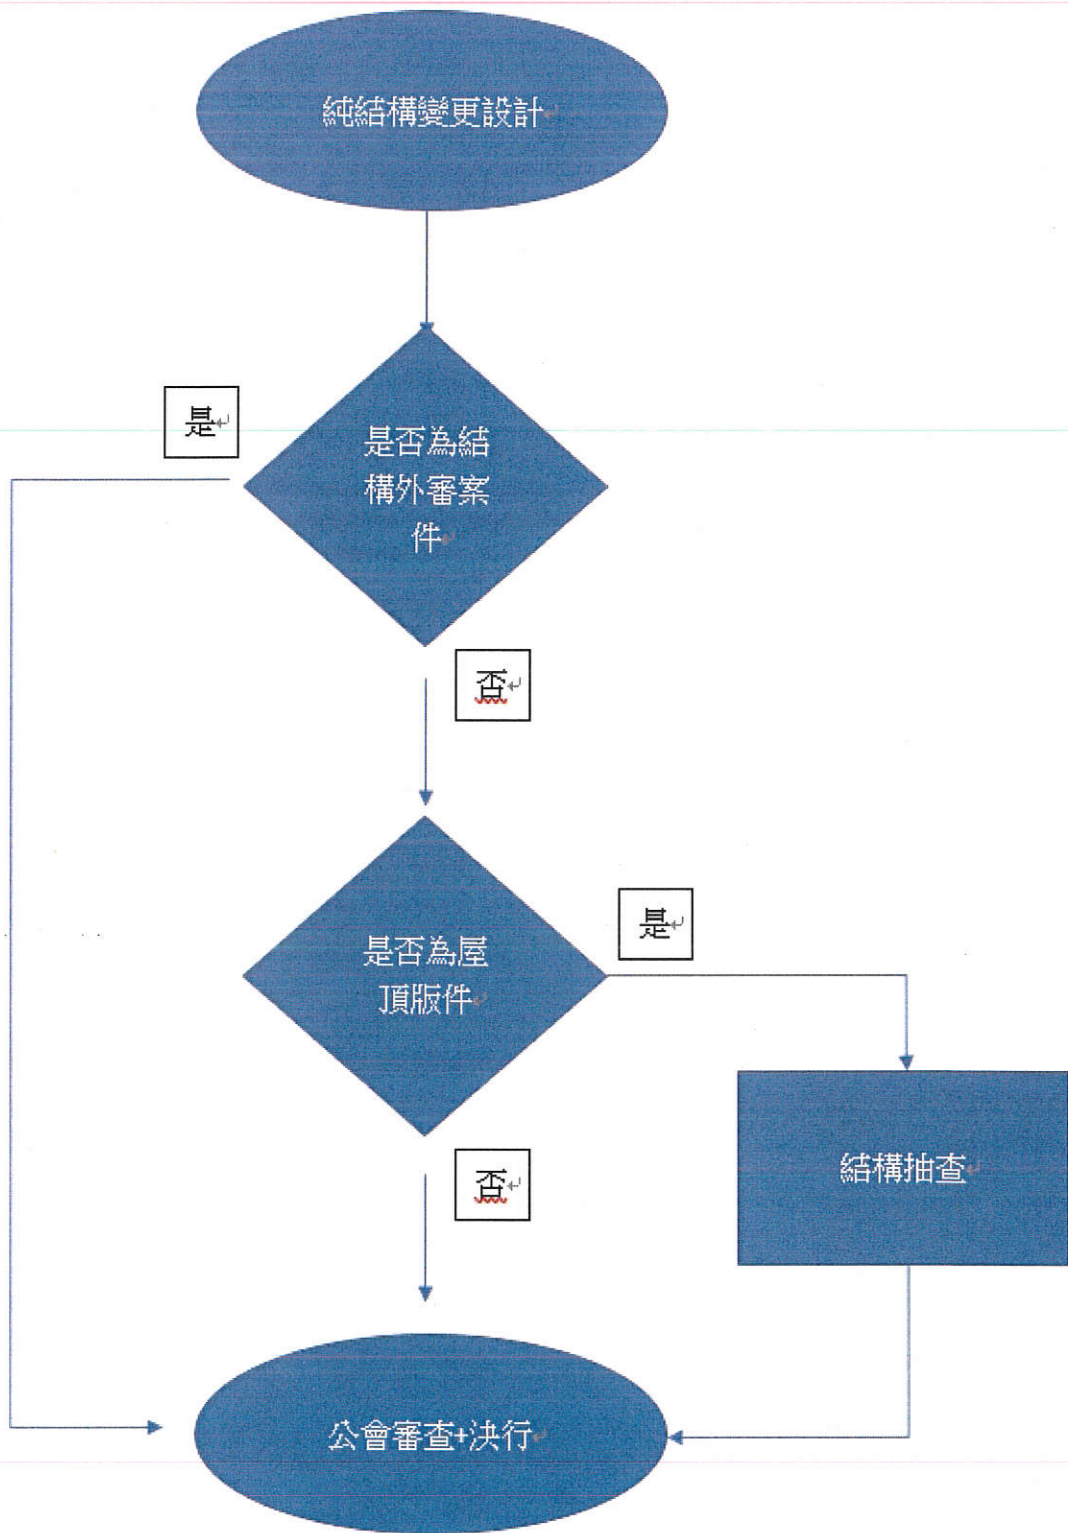 純結構變更設計
是
是否為結
構外審案
件
否
是否為屋
頂版件
是
結構抽查
否
公會審查+決行